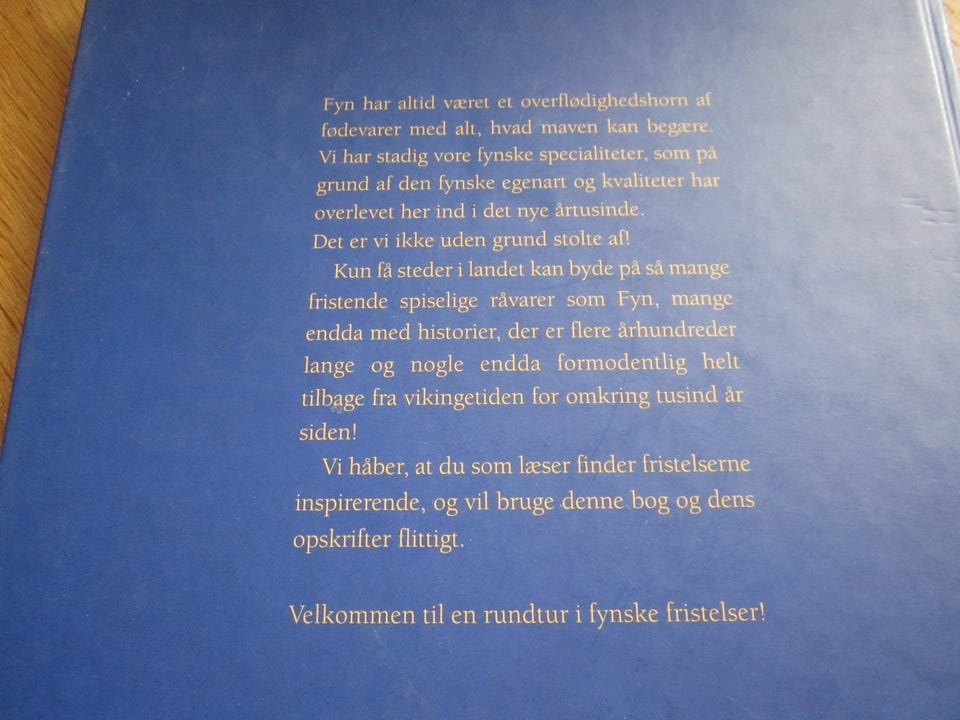 Fyn har altid været et overflødighedshorn af
fødevarer med alt, hvad maven kan begære.
Vi har stadig vore fynske specialiteter, som på
grund af den fynske egenart og kvaliteter har
overlevet her ind i det nye årtusinde.
Det er vi ikke uden grund stolte af!
Kun få steder i landet kan byde på så mange
fristende spiselige råvarer som Fyn, mange
endda med historier, der er flere århundreder
lange og nogle endda formodentlig helt
tilbage fra vikingetiden for omkring tusind år
siden!
Vi håber, at du som læser finder fristelserne
inspirerende, og vil bruge denne bog og dens
opskrifter flittigt.
Velkommen til en rundtur i fynske fristelser!